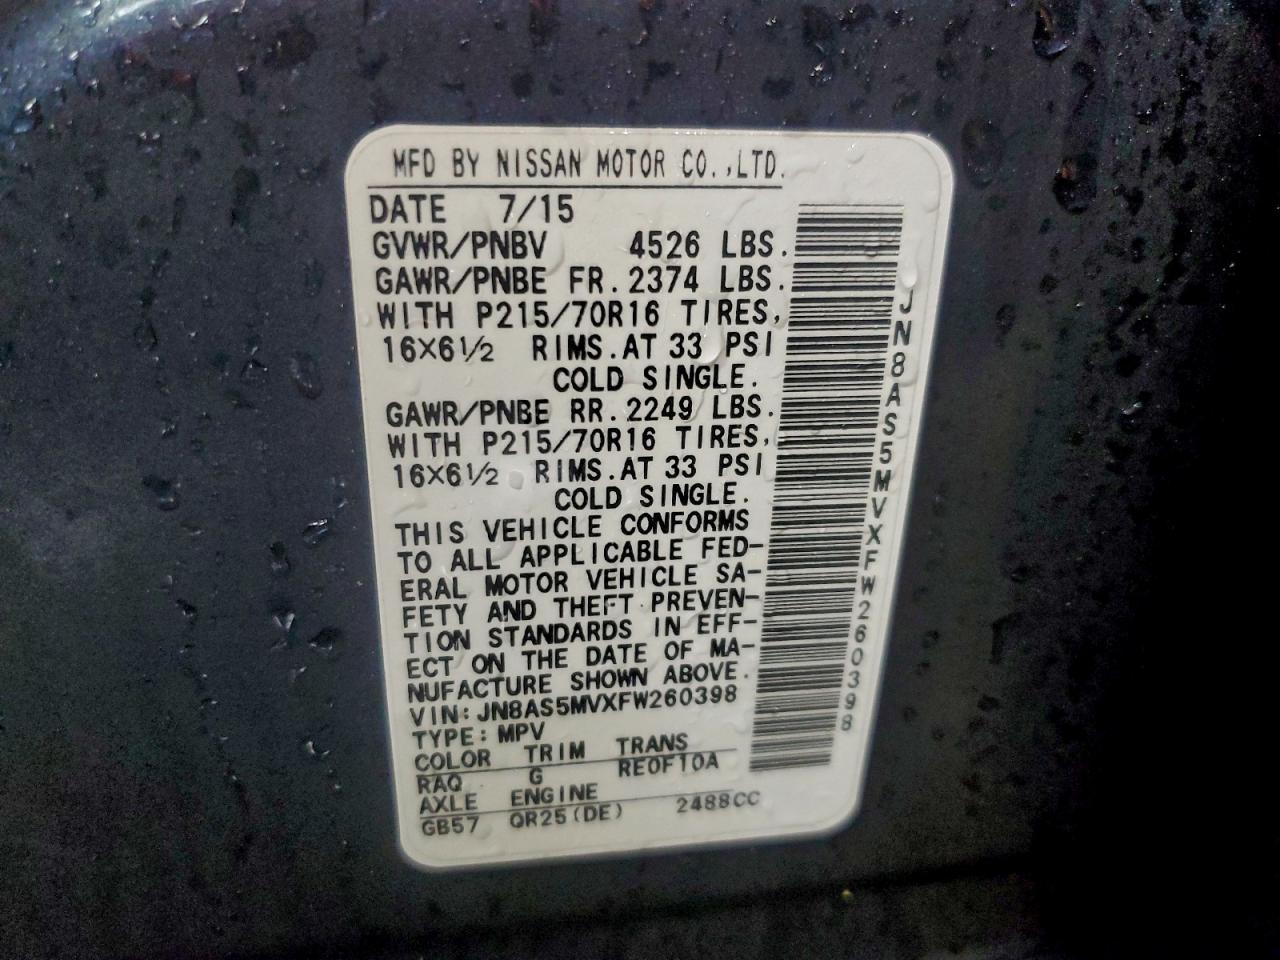 MFD BY NISSAN MOTOR CO.,LTD.
DATE 7/15
GVWR/PNBV 4526 LBS.
GAWR/PNBE FR. 2374 LBS.
WITH P215/70R16 TIRES,
16X6½ RIMS. AT 33 PSI
COLD SINGLE.
GAWR/PNBE RR. 2249 LBS.
WITH P215/70R16 TIRES,
16X6½ RIMS. AT 33 PSI
COLD SINGLE.
THIS VEHICLE CONFORMS
TO ALL APPLICABLE FED-
ERAL MOTOR VEHICLE SA-
FETY AND THEFT PREVEN-
TION STANDARDS IN EFF-
ECT ON THE DATE OF MA-
NUFACTURE SHOWN ABOVE.
VIN: JN8AS5MVXFW260398
TYPE: MPV
COLOR TRIM TRANS
RAQ G RE0F10A
AXLE ENGINE
GB57 QR25(DE) 2488CC
JN8AS5MVXFW260398